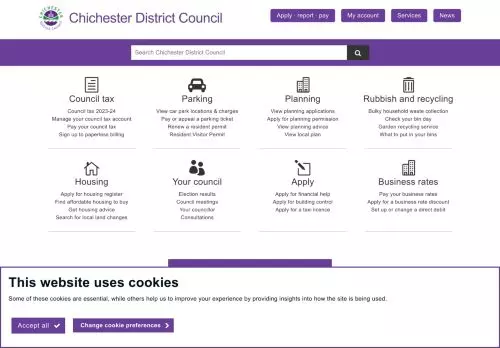 CHICHESTER
Chichester District Council
Apply · report · pay
My account
Services
News
Search Chichester District Council
Council tax
Council tax 2023-24
Manage your council tax account
Pay your council tax
Sign up to paperless billing
Parking
View car park locations & charges
Pay or appeal a parking ticket
Renew a resident permit
Resident Visitor Permit
Planning
View planning applications
Apply for planning permission
View planning advice
View local plan
Rubbish and recycling
Bulky household waste collection
Check your bin day
Garden recycling service
What to put in your bins
Housing
Apply for housing register
Find affordable housing to buy
Get housing advice
Search for local land changes
Your council
Election results
Council meetings
Your councillor
Consultations
Apply
Apply for financial help
Apply for building control
Apply for a taxi licence
Business rates
Pay your business rates
Apply for a business rate discount
Set up or change a direct debit
This website uses cookies
Some of these cookies are essential, while others help us to improve your experience by providing insights into how the site is being used.
Accept all
Change cookie preferences